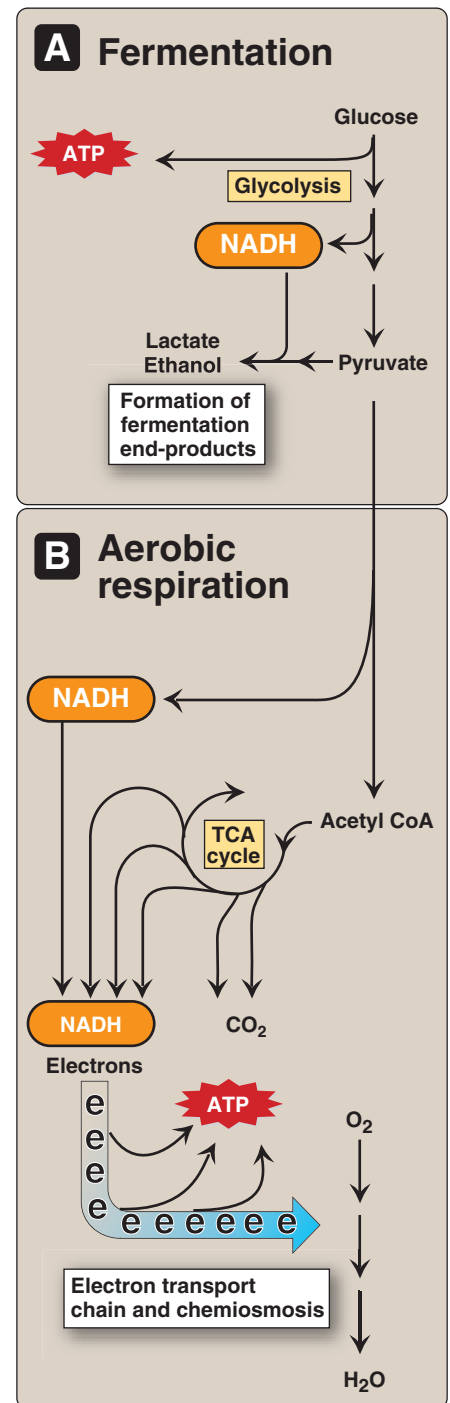 A Fermentation
Glucose
ATP
Glycolysis
NADH
Lactate
Ethanol
Pyruvate
Formation of
fermentation
end-products
B Aerobic
respiration
NADH
Acetyl CoA
TCA
cycle
NADH
CO₂
Electrons
e
e
e
e
e e e e e e
ATP
O₂
Electron transport
chain and chemiosmosis
H₂O